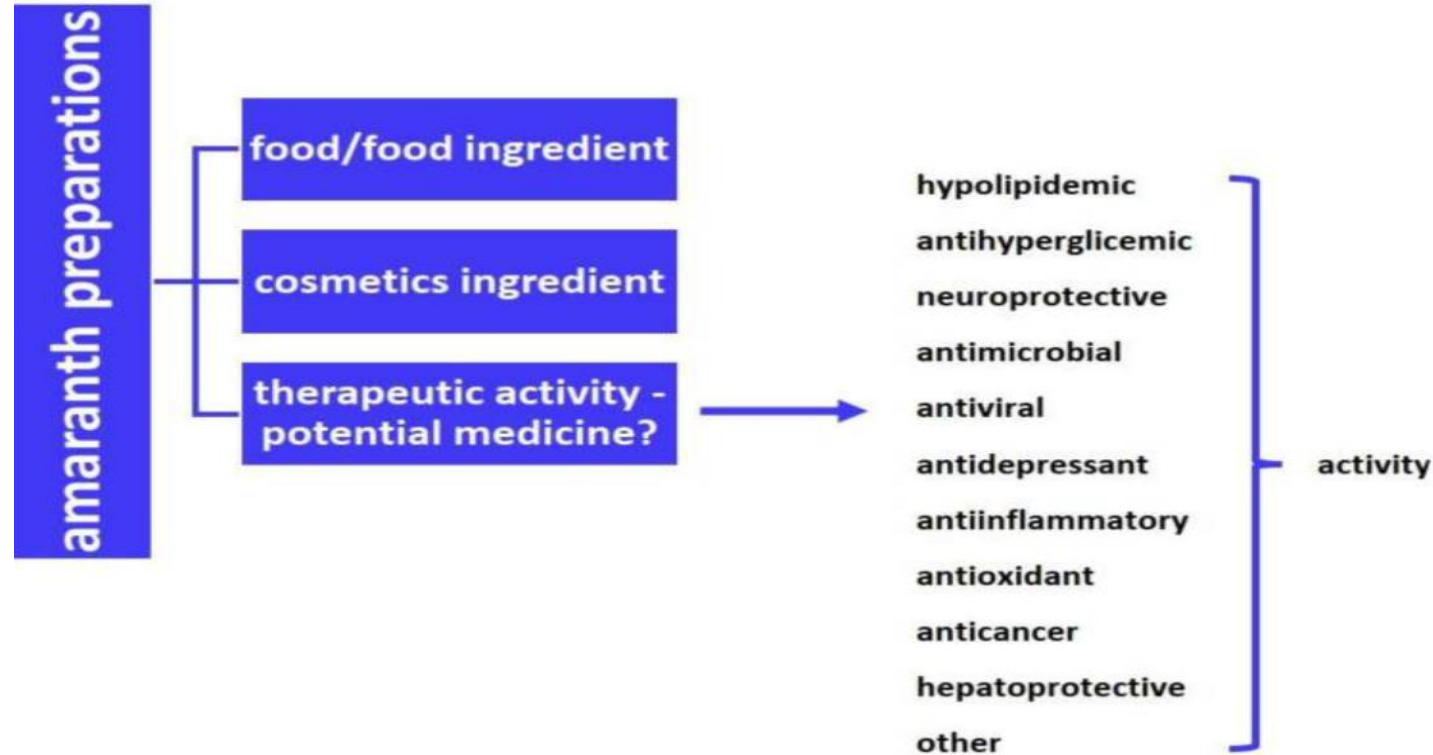 amaranth preparations
food/food ingredient
cosmetics ingredient
therapeutic activity -
potential medicine?
hypolipidemic
antihyperglicemic
neuroprotective
antimicrobial
antiviral
antidepressant
antiinflammatory
antioxidant
anticancer
hepatoprotective
other
activity